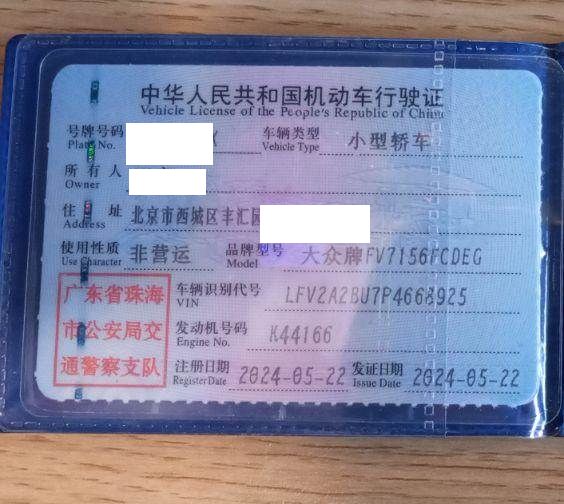 中华人民共和国机动车行驶证
Vehicle License of the People's Republic of China
号牌号码 车辆类型 小型轿车
Plate No. Vehicle Type
所有人
Owner
住址 北京市西城区丰汇园
Address
使用性质 非营运 品牌型号 大众牌FV7156FCDEG
Use Character Model
广东省珠海
市公安局交
通警察支队
车辆识别代号 LFV2A2BU7P4668925
VIN
发动机号码 K44166
Engine No.
注册日期 2024-05-22 发证日期 2024-05-22
Register Date Issue Date